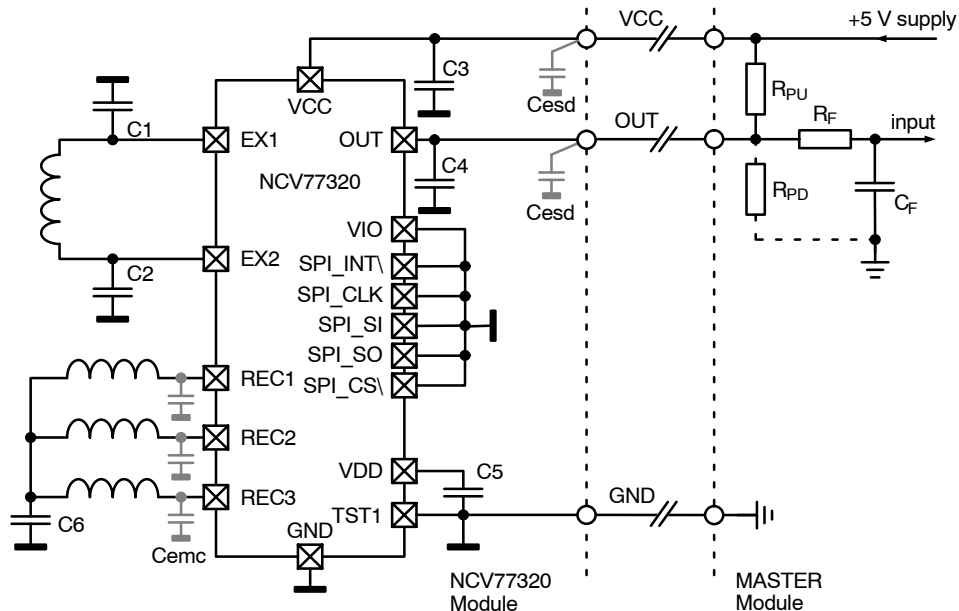 VCC
+5 V supply
C3
Cesd
RPU
VCC
C1
EX1
OUT
OUT
RF
input
NCV77320
C4
Cesd
RPD
CF
VIO
EX2
SPI_INT\
C2
SPI_CLK
SPI_SI
SPI_SO
REC1
SPI_CS\
REC2
VDD
C5
REC3
TST1
GND
C6
GND
Cemc
NCV77320
Module
MASTER
Module